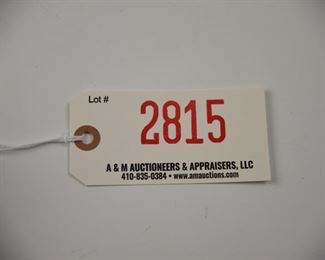 Lot #
2815
A & M AUCTIONEERS & APPRAISERS, LLC
410-835-0384 • www.amauctions.com